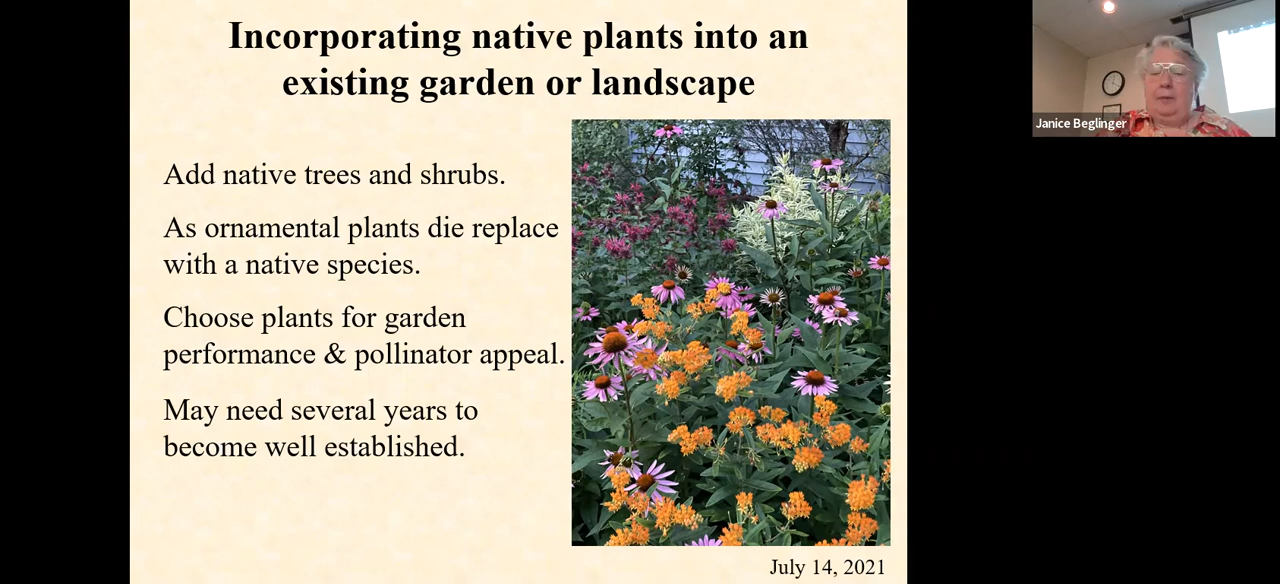 Incorporating native plants into an
existing garden or landscape
Add native trees and shrubs.
As ornamental plants die replace
with a native species.
Choose plants for garden
performance & pollinator appeal.
May need several years to
become well established.
July 14, 2021
Janice Beglinger